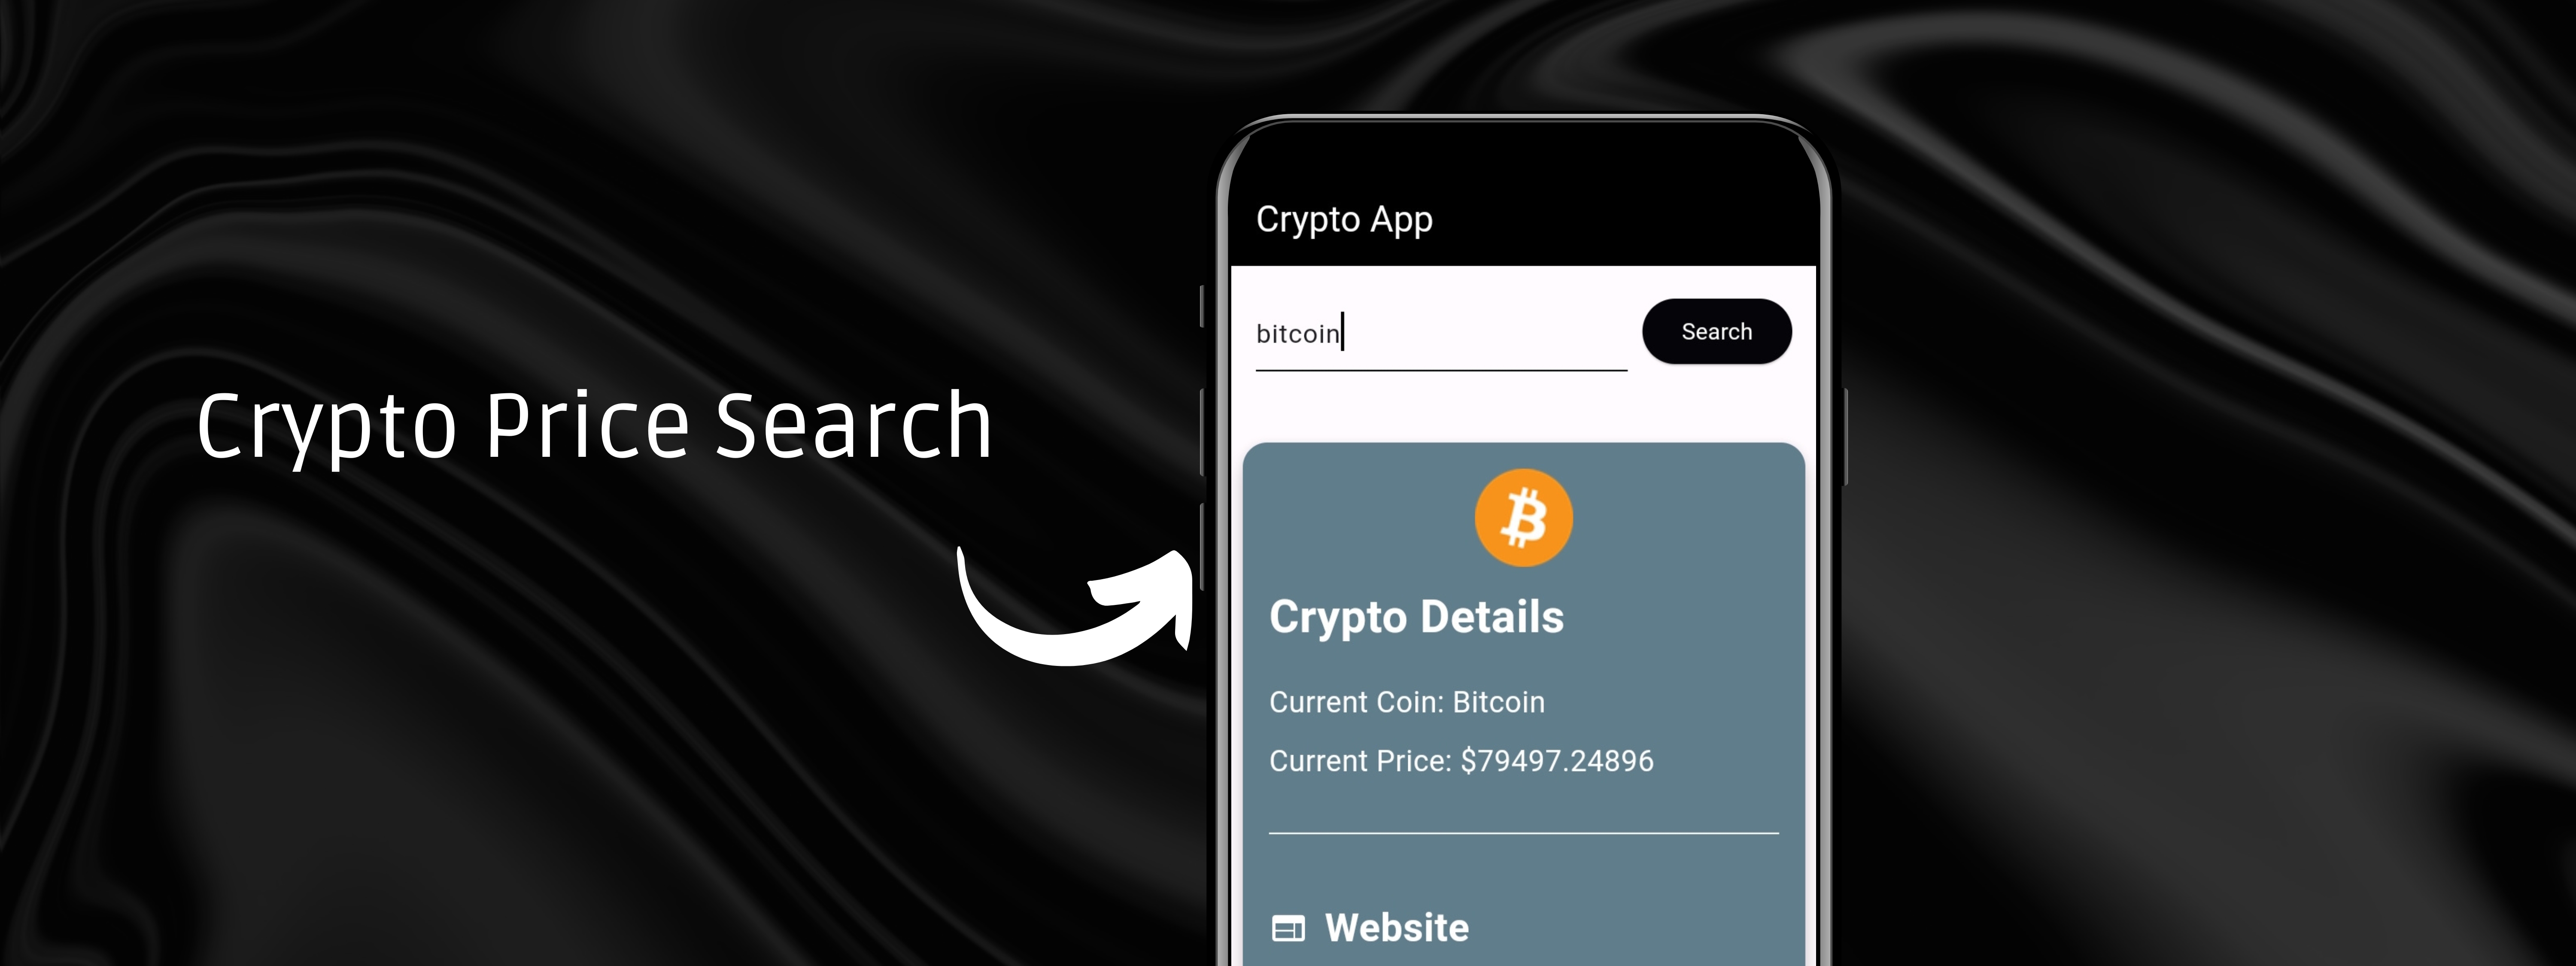 Crypto Price Search
Crypto App
bitcoin
Search
Crypto Details
Current Coin: Bitcoin
Current Price: $79497.24896
Website